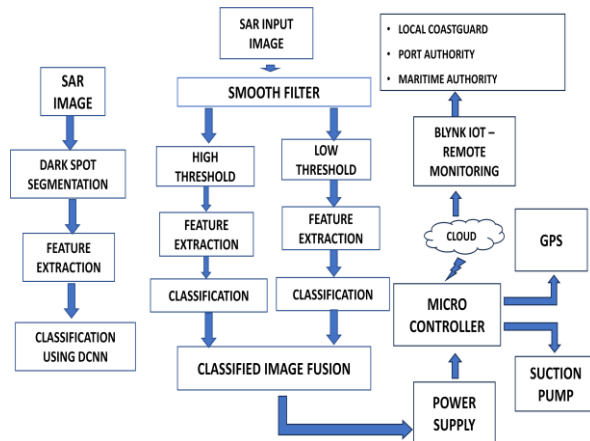 SAR
IMAGE
DARK SPOT
SEGMENTATION
FEATURE
EXTRACTION
CLASSIFICATION
USING DCNN
SAR INPUT
IMAGE
SMOOTH FILTER
HIGH
THRESHOLD
FEATURE
EXTRACTION
CLASSIFICATION
LOW
THRESHOLD
FEATURE
EXTRACTION
CLASSIFICATION
CLASSIFIED IMAGE FUSION
• LOCAL COASTGUARD
• PORT AUTHORITY
• MARITIME AUTHORITY
BLYNK IOT –
REMOTE
MONITORING
CLOUD
MICRO
CONTROLLER
POWER
SUPPLY
GPS
SUCTION
PUMP